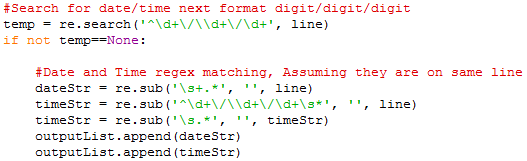 #Search for date/time next format digit/digit/digit
temp = re.search('^\d+\/\\d+\/\d+', line)
if not temp==None:
#Date and Time regex matching, Assuming they are on same line
dateStr = re.sub('\s+.*', '', line)
timeStr = re.sub('^\d+\/\\d+\/\d+\s*', '', line)
timeStr = re.sub('\s.*', '', timeStr)
outputList.append(dateStr)
outputList.append(timeStr)